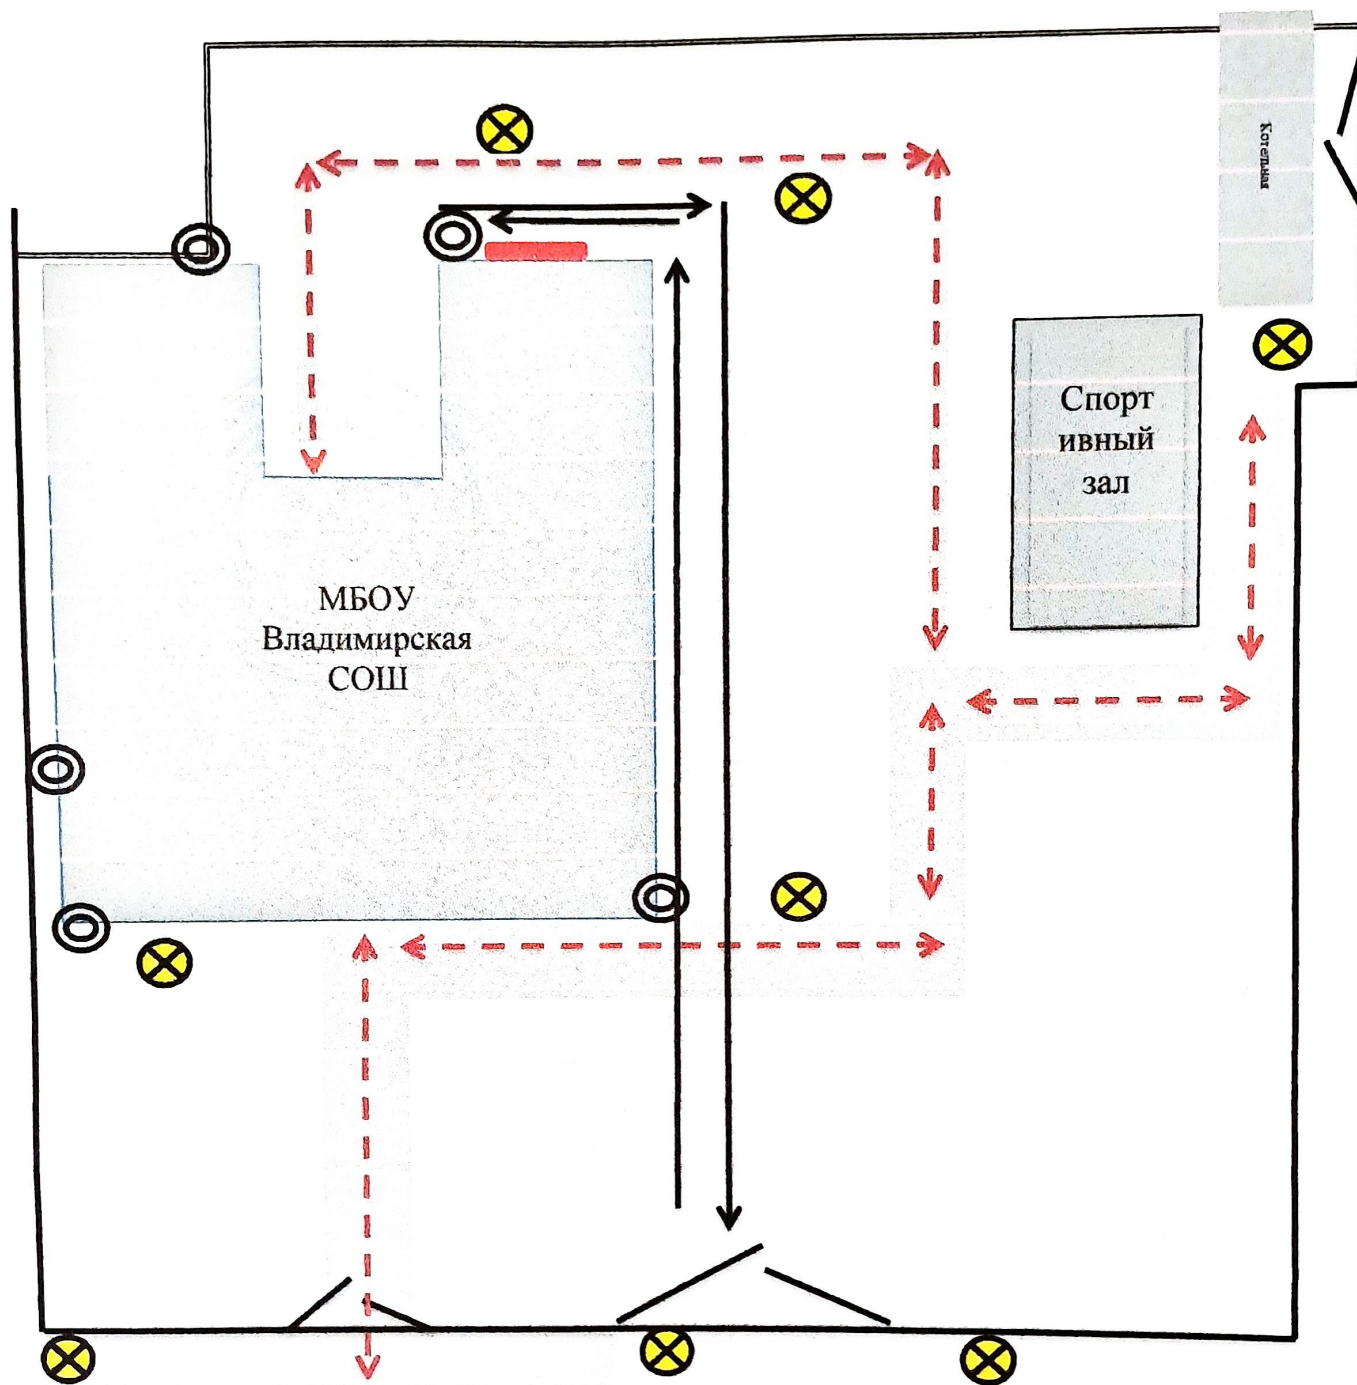 Котельная
Спорт
ивный
зал
МБОУ
Владимирская
СОШ